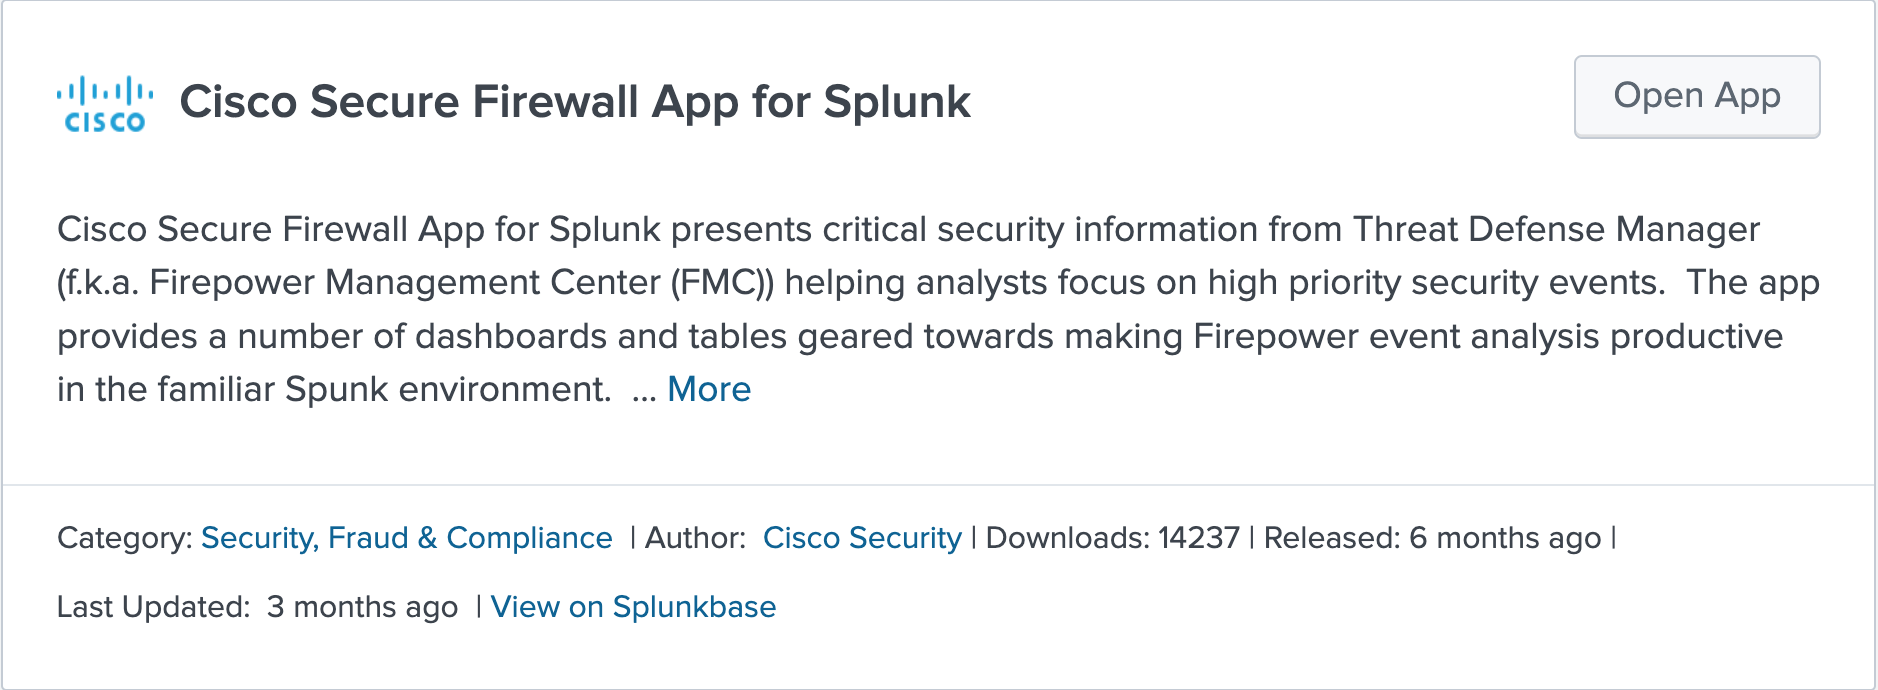 CISCO
Cisco Secure Firewall App for Splunk
Open App
Cisco Secure Firewall App for Splunk presents critical security information from Threat Defense Manager
(f.k.a. Firepower Management Center (FMC)) helping analysts focus on high priority security events.  The app
provides a number of dashboards and tables geared towards making Firepower event analysis productive
in the familiar Spunk environment.  ... More
Category: Security, Fraud & Compliance  | Author:  Cisco Security | Downloads: 14237 | Released: 6 months ago |
Last Updated:  3 months ago  | View on Splunkbase